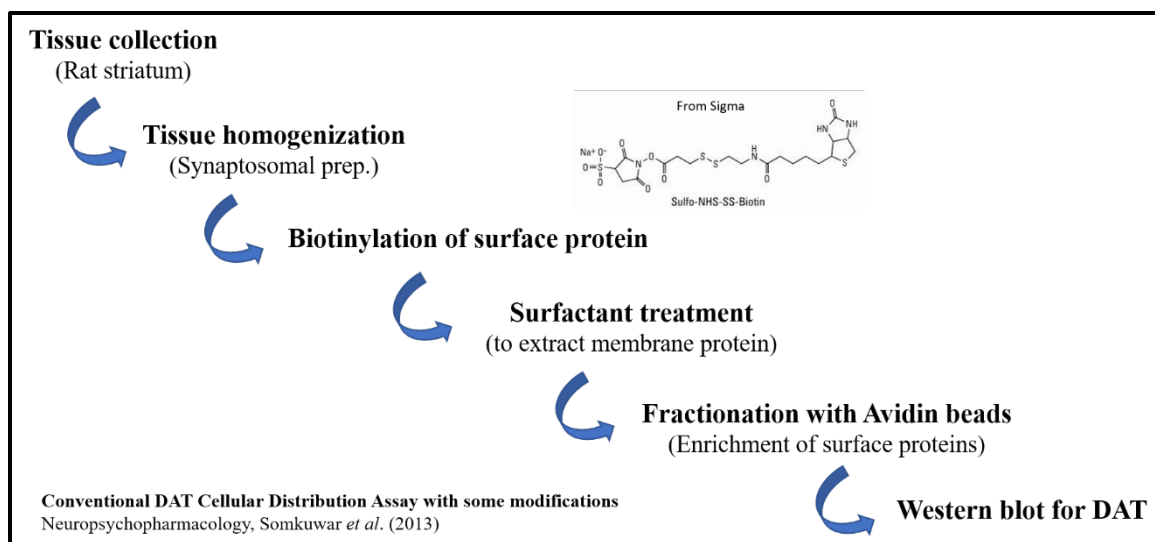 Tissue collection
(Rat striatum)
Tissue homogenization
(Synaptosomal prep.)
From Sigma
O
HN
NH
Na+ O-
O
O=S
O
N
O
O
O
S
S
H
N
O
S
Sulfo-NHS-SS-Biotin
Biotinylation of surface protein
Surfactant treatment
(to extract membrane protein)
Fractionation with Avidin beads
(Enrichment of surface proteins)
Conventional DAT Cellular Distribution Assay with some modifications
Neuropsychopharmacology, Somkuwar et al. (2013)
Western blot for DAT